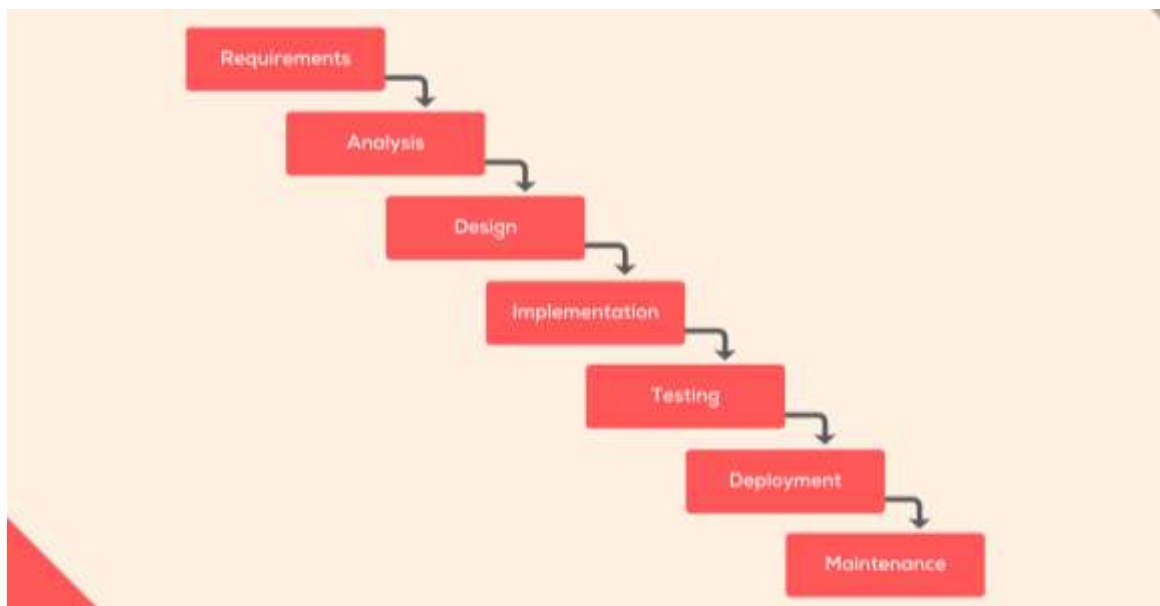 Requirements
Analysis
Design
Implementation
Testing
Deployment
Maintenance